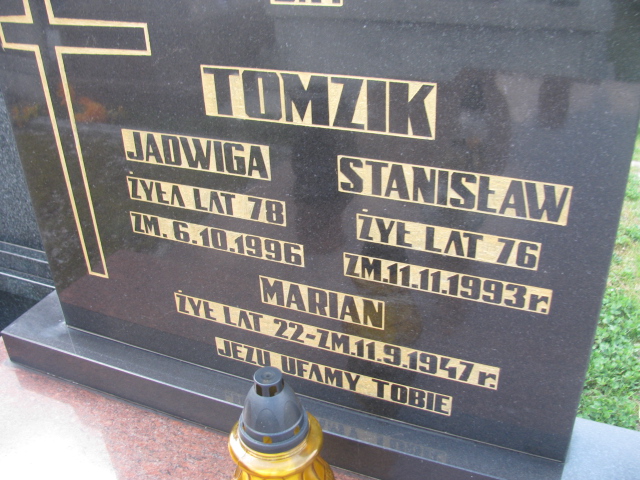 TOMZIK
JADWIGA
ŻYŁA LAT 78
ZM. 6.10.1996
STANISŁAW
ŻYŁ LAT 76
ZM.11.11.1993r.
MARIAN
ŻYŁ LAT 22-ZM.11.9.1947r.
JEZU UFAMY TOBIE